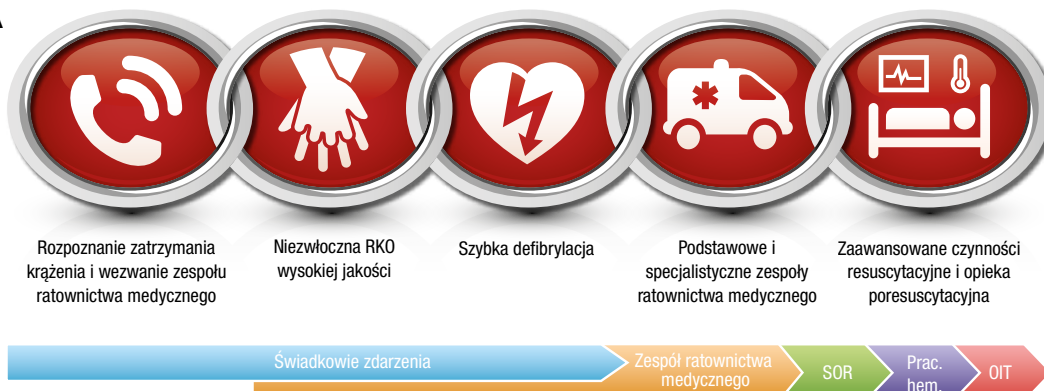 A
Rozpoznanie zatrzymania
krążenia i wezwanie zespołu
ratownictwa medycznego
Niezwłoczna RKO
wysokiej jakości
Szybka defibrylacja
Podstawowe i
specjalistyczne zespoły
ratownictwa medycznego
Zaawansowane czynności
resuscytacyjne i opieka
poresuscytacyjna
Świadkowie zdarzenia
Zespół ratownictwa
medycznego
SOR
Prac.
hem.
OIT